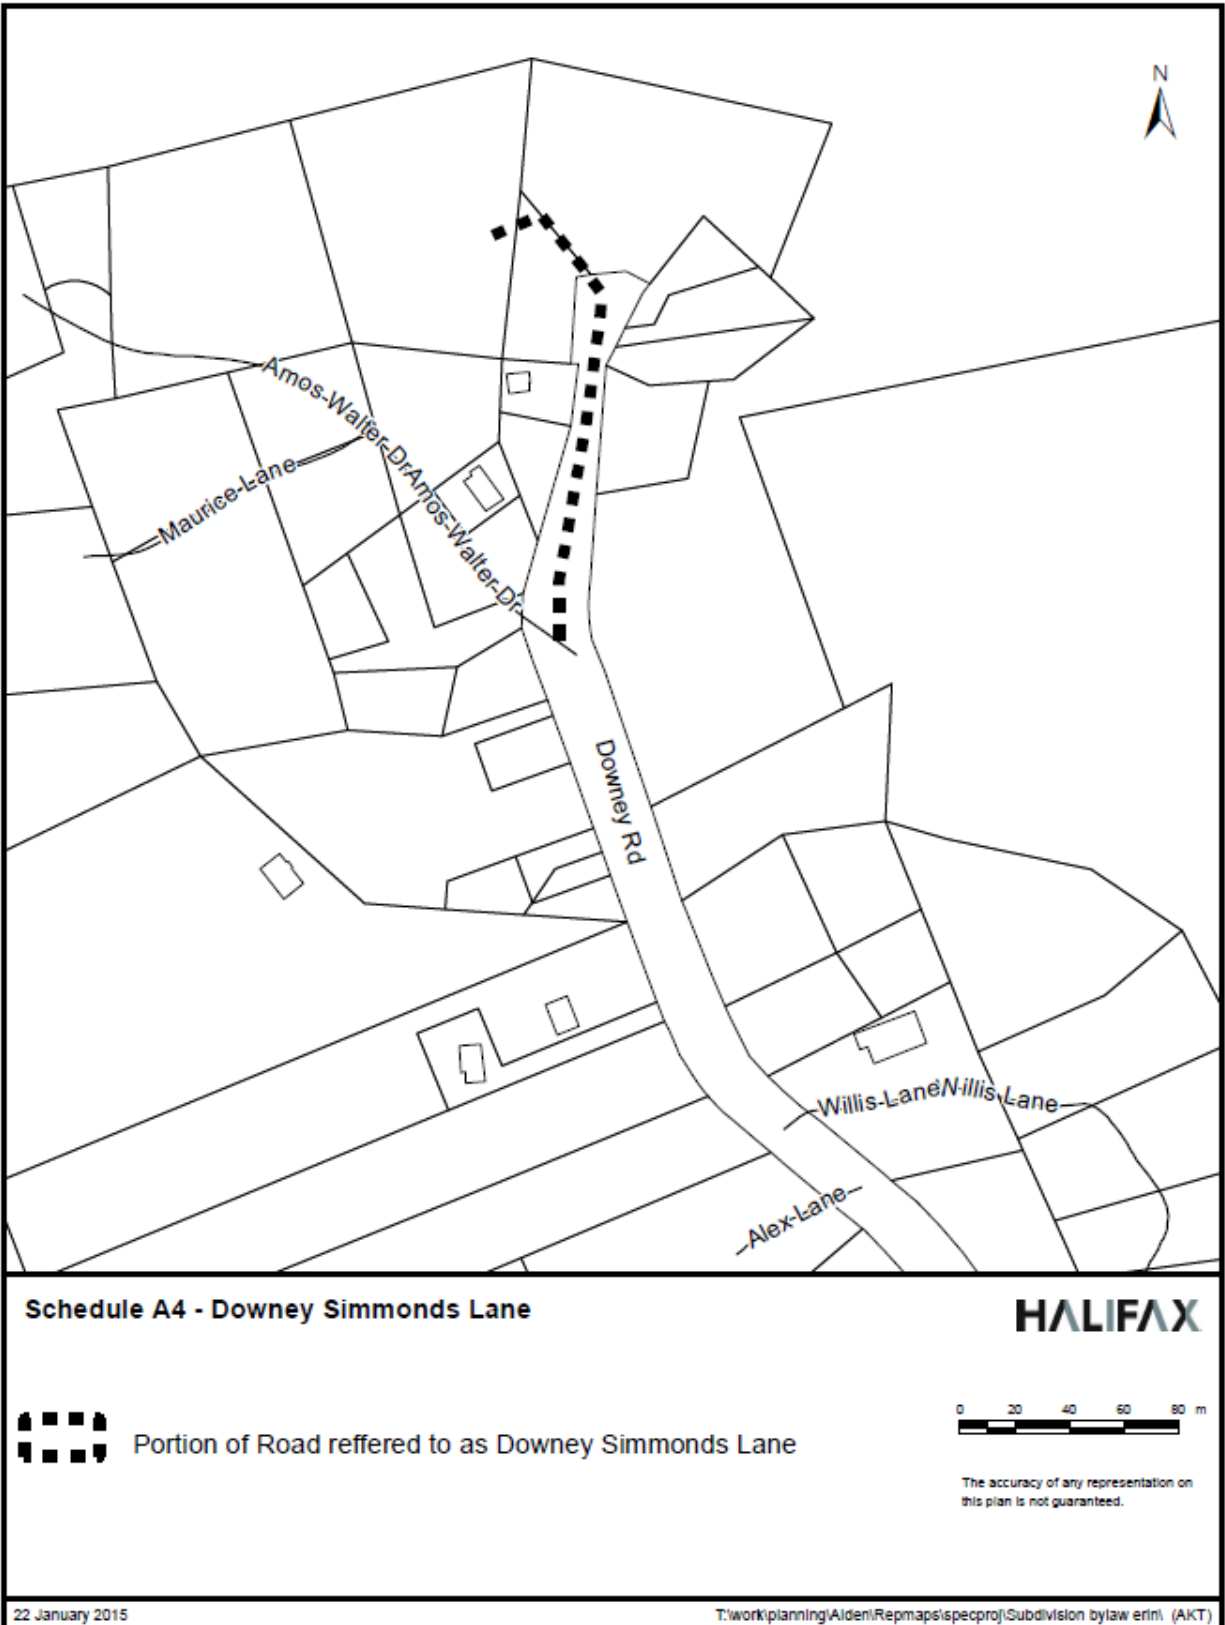 N
Amos-Walter-Dr
Amos-Walter-Dr
Maurice-Lane
Downey Rd
Willis-Lane
Willis-Lane
Alex-Lane
Schedule A4 - Downey Simmonds Lane
HALIFAX
0 20 40 60 80 m
Portion of Road reffered to as Downey Simmonds Lane
The accuracy of any representation on
this plan is not guaranteed.
22 January 2015
T:\work\planning\Alden\Repmaps\specproj\Subdivision bylaw erin\ (AKT)